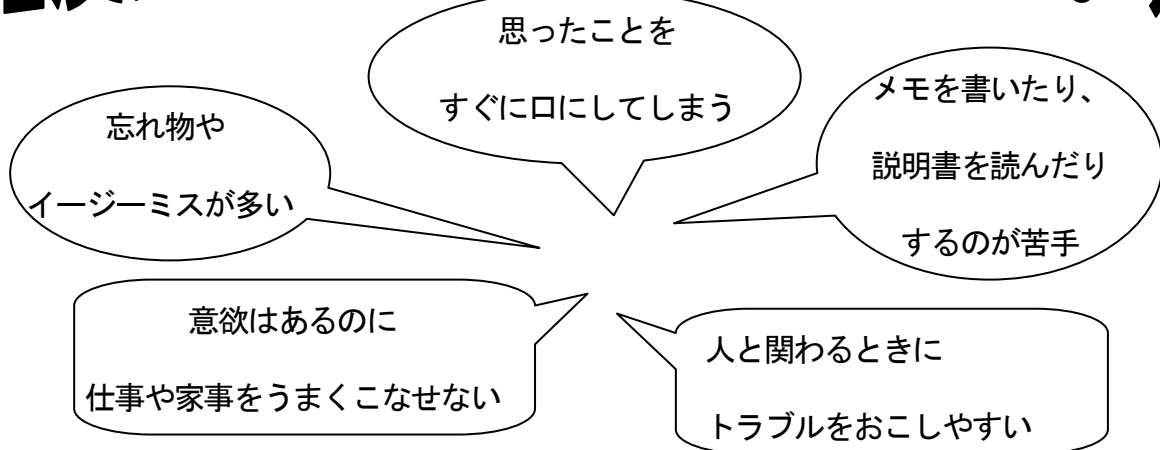 思ったことを
すぐに口にしてしまう
忘れ物や
イージーミスが多い
メモを書いたり、
説明書を読んだり
するのが苦手
意欲はあるのに
仕事や家事をうまくこなせない
人と関わるときに
トラブルをおこしやすい